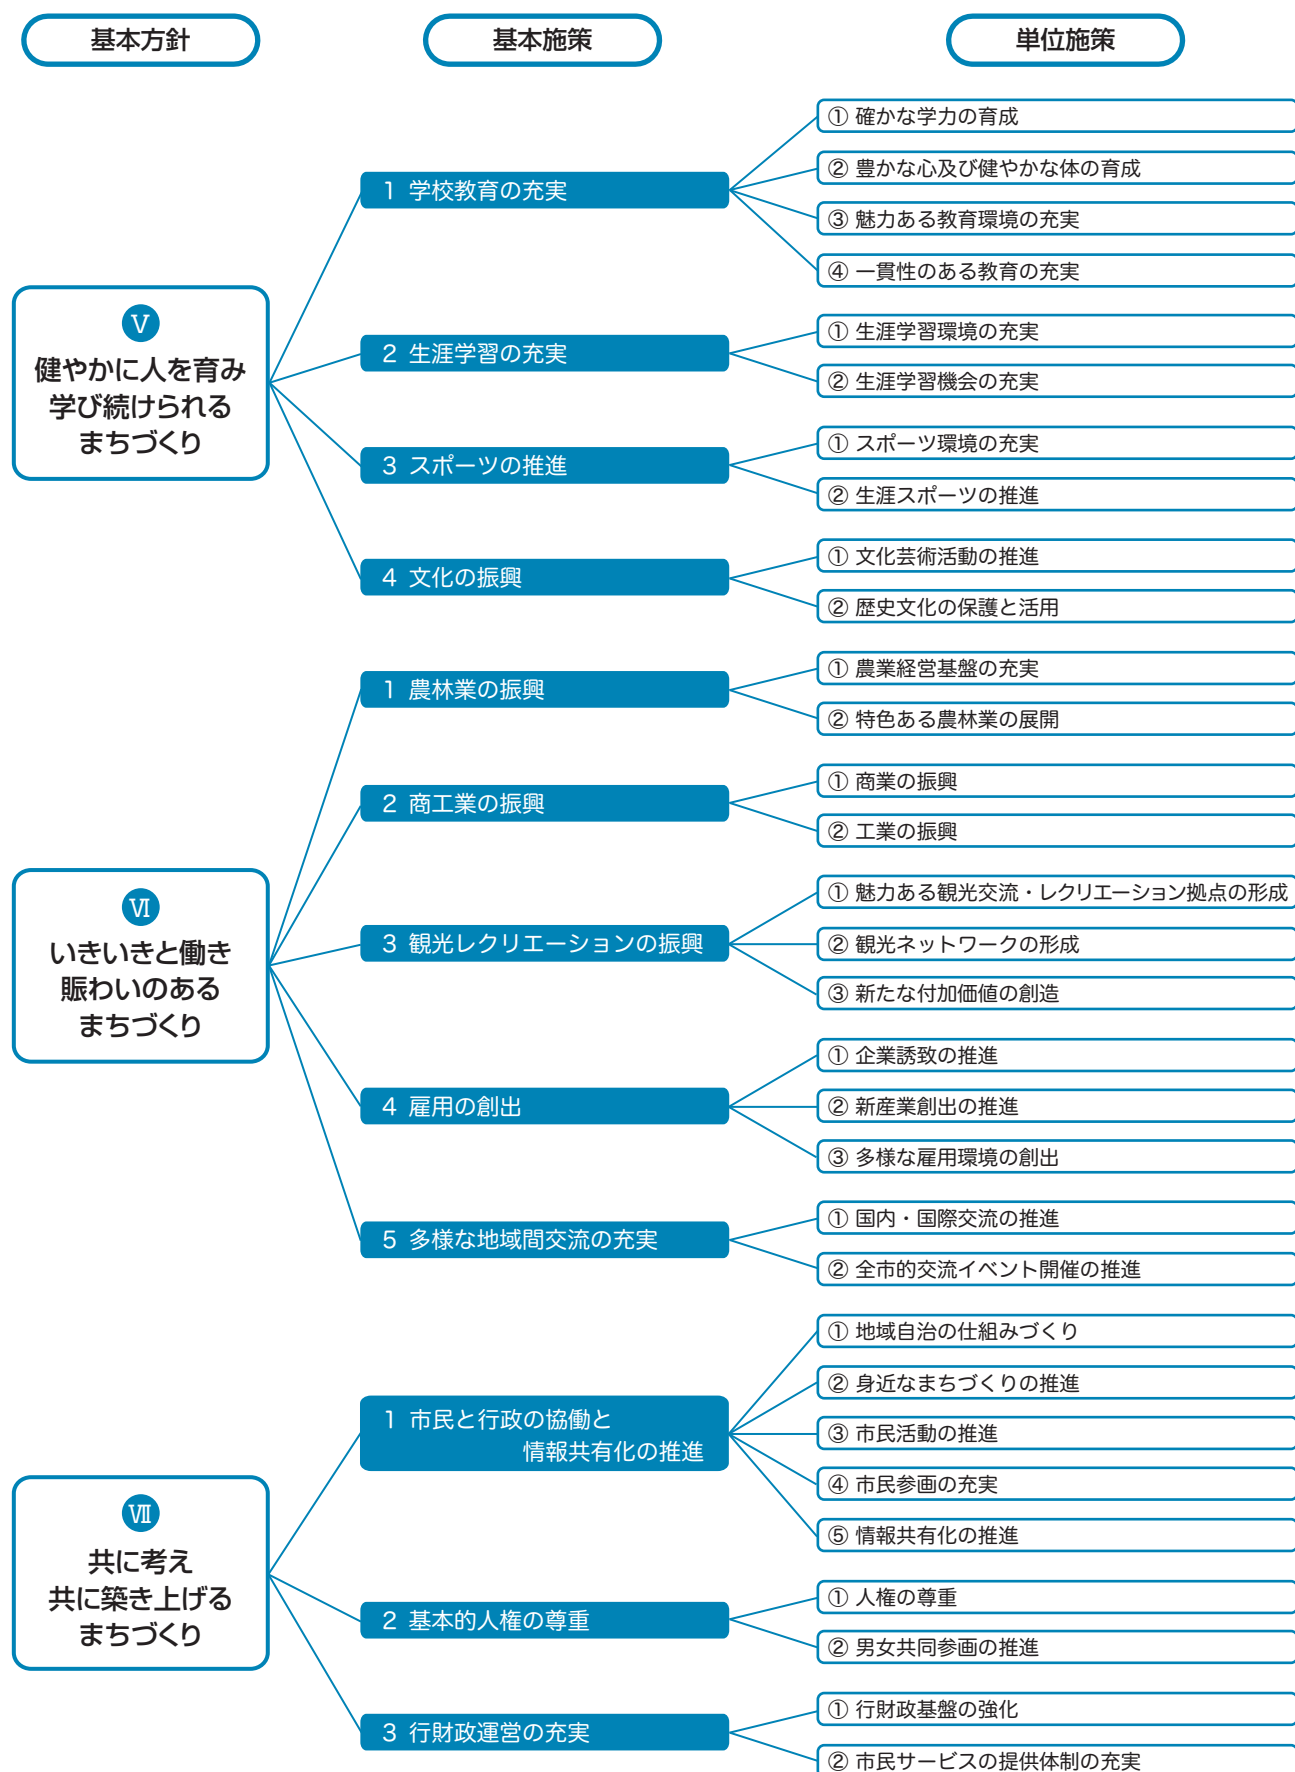 基本方針
基本施策
単位施策
Ⅴ
健やかに人を育み
学び続けられる
まちづくり
1 学校教育の充実
① 確かな学力の育成
② 豊かな心及び健やかな体の育成
③ 魅力ある教育環境の充実
④ 一貫性のある教育の充実
2 生涯学習の充実
① 生涯学習環境の充実
② 生涯学習機会の充実
3 スポーツの推進
① スポーツ環境の充実
② 生涯スポーツの推進
4 文化の振興
① 文化芸術活動の推進
② 歴史文化の保護と活用
Ⅵ
いきいきと働き
賑わいのある
まちづくり
1 農林業の振興
① 農業経営基盤の充実
② 特色ある農林業の展開
2 商工業の振興
① 商業の振興
② 工業の振興
3 観光レクリエーションの振興
① 魅力ある観光交流・レクリエーション拠点の形成
② 観光ネットワークの形成
③ 新たな付加価値の創造
4 雇用の創出
① 企業誘致の推進
② 新産業創出の推進
③ 多様な雇用環境の創出
5 多様な地域間交流の充実
① 国内・国際交流の推進
② 全市的交流イベント開催の推進
Ⅶ
共に考え
共に築き上げる
まちづくり
1 市民と行政の協働と
情報共有化の推進
① 地域自治の仕組みづくり
② 身近なまちづくりの推進
③ 市民活動の推進
④ 市民参画の充実
⑤ 情報共有化の推進
2 基本的人権の尊重
① 人権の尊重
② 男女共同参画の推進
3 行財政運営の充実
① 行財政基盤の強化
② 市民サービスの提供体制の充実